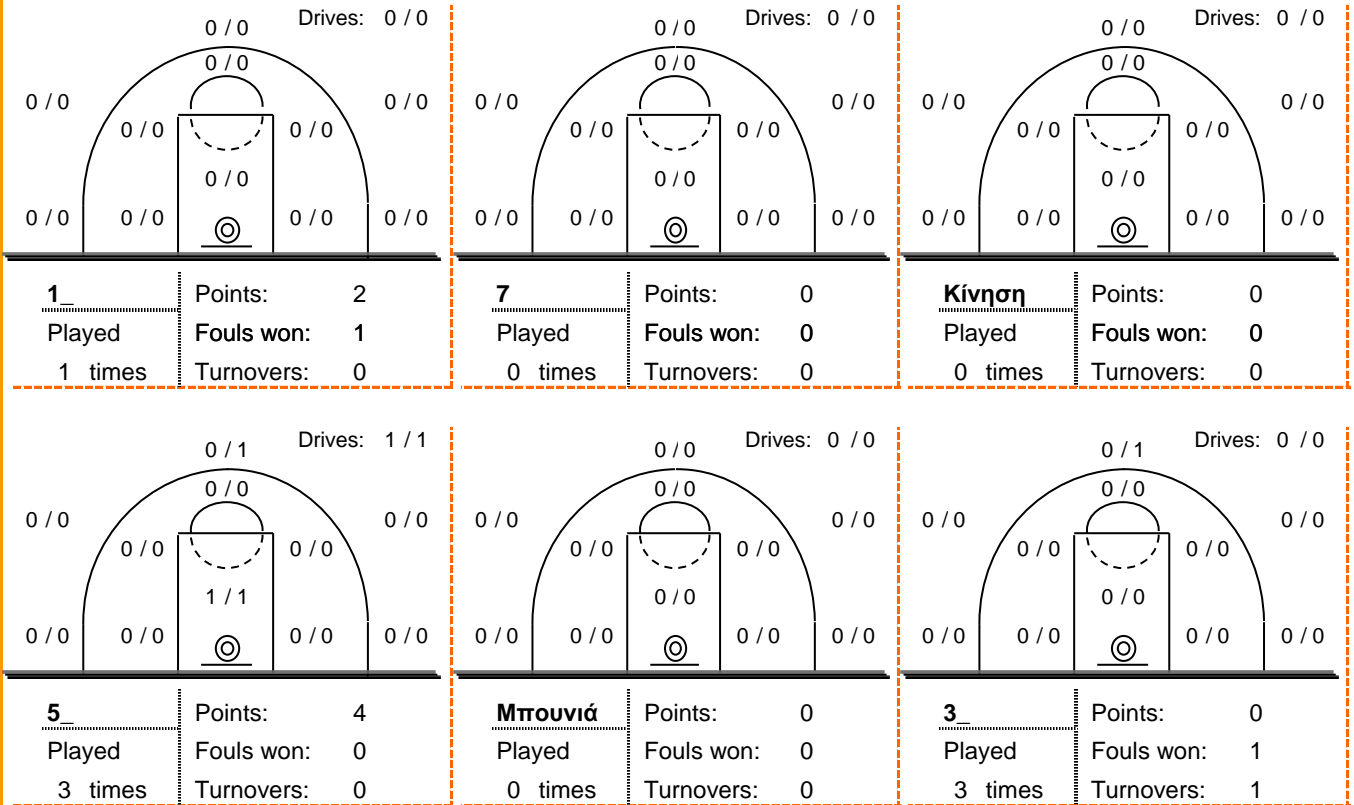 Drives: 0 / 0
0 / 0
0 / 0
0 / 0 0 / 0
0 / 0 0 / 0
0 / 0
0 / 0 0 / 0 0 / 0 0 / 0
1_ Points: 2
Played Fouls won: 1
1 times Turnovers: 0
Drives: 0 / 0
0 / 0
0 / 0
0 / 0 0 / 0
0 / 0 0 / 0
0 / 0
0 / 0 0 / 0 0 / 0 0 / 0
7 Points: 0
Played Fouls won: 0
0 times Turnovers: 0
Drives: 0 / 0
0 / 0
0 / 0
0 / 0 0 / 0
0 / 0 0 / 0
0 / 0
0 / 0 0 / 0 0 / 0 0 / 0
Κίνηση Points: 0
Played Fouls won: 0
0 times Turnovers: 0
Drives: 1 / 1
0 / 1
0 / 0
0 / 0 0 / 0
0 / 0 0 / 0
1 / 1
0 / 0 0 / 0 0 / 0 0 / 0
5_ Points: 4
Played Fouls won: 0
3 times Turnovers: 0
Drives: 0 / 0
0 / 0
0 / 0
0 / 0 0 / 0
0 / 0 0 / 0
0 / 0
0 / 0 0 / 0 0 / 0 0 / 0
Μπουνιά Points: 0
Played Fouls won: 0
0 times Turnovers: 0
Drives: 0 / 0
0 / 1
0 / 0
0 / 0 0 / 0
0 / 0 0 / 0
0 / 0
0 / 0 0 / 0 0 / 0 0 / 0
3_ Points: 0
Played Fouls won: 1
3 times Turnovers: 1